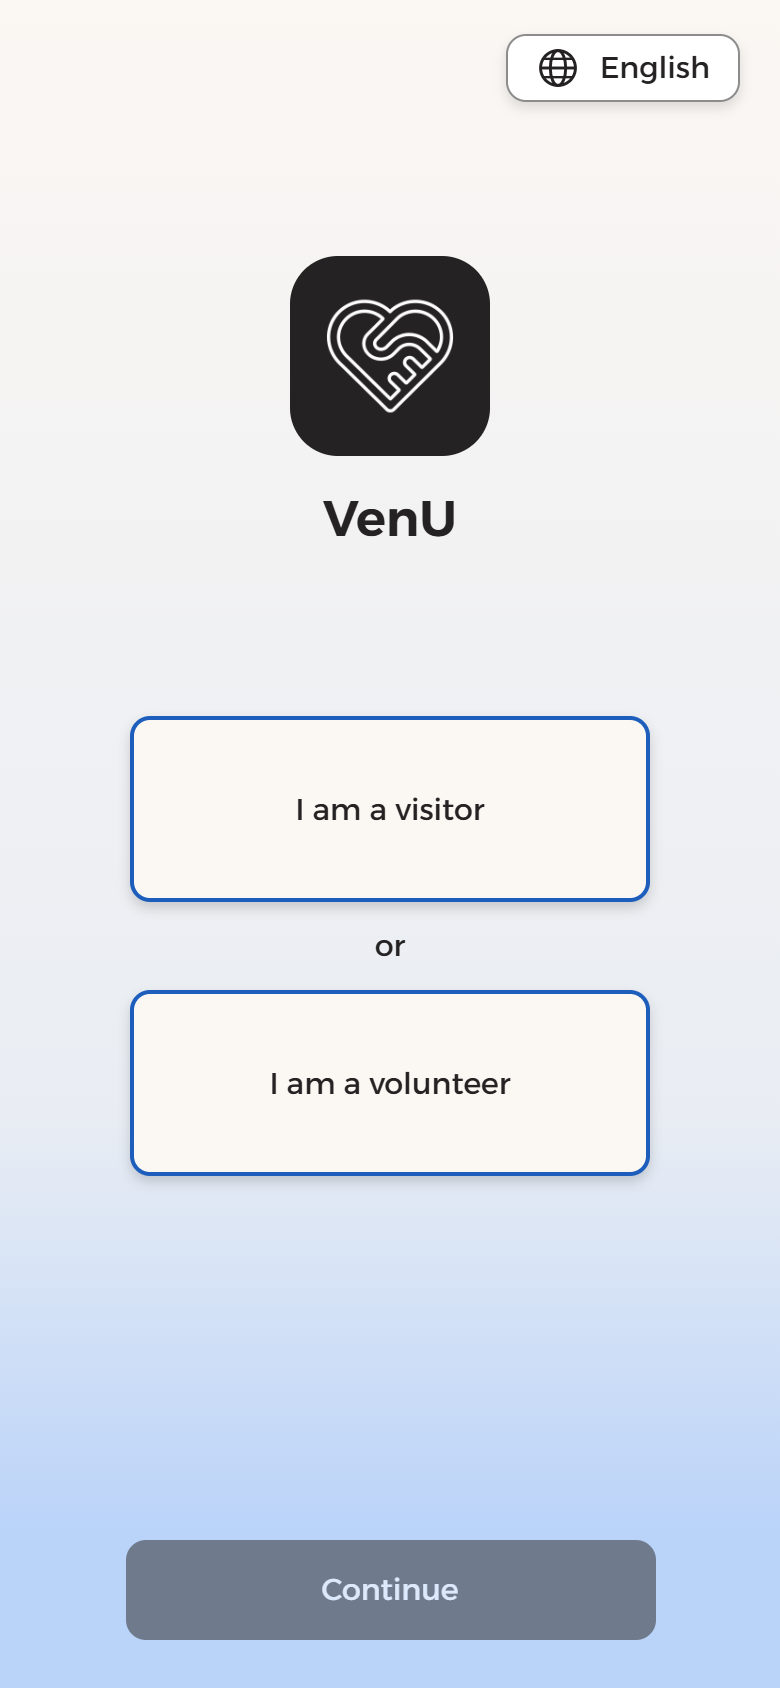 English
VenU
I am a visitor
or
I am a volunteer
Continue